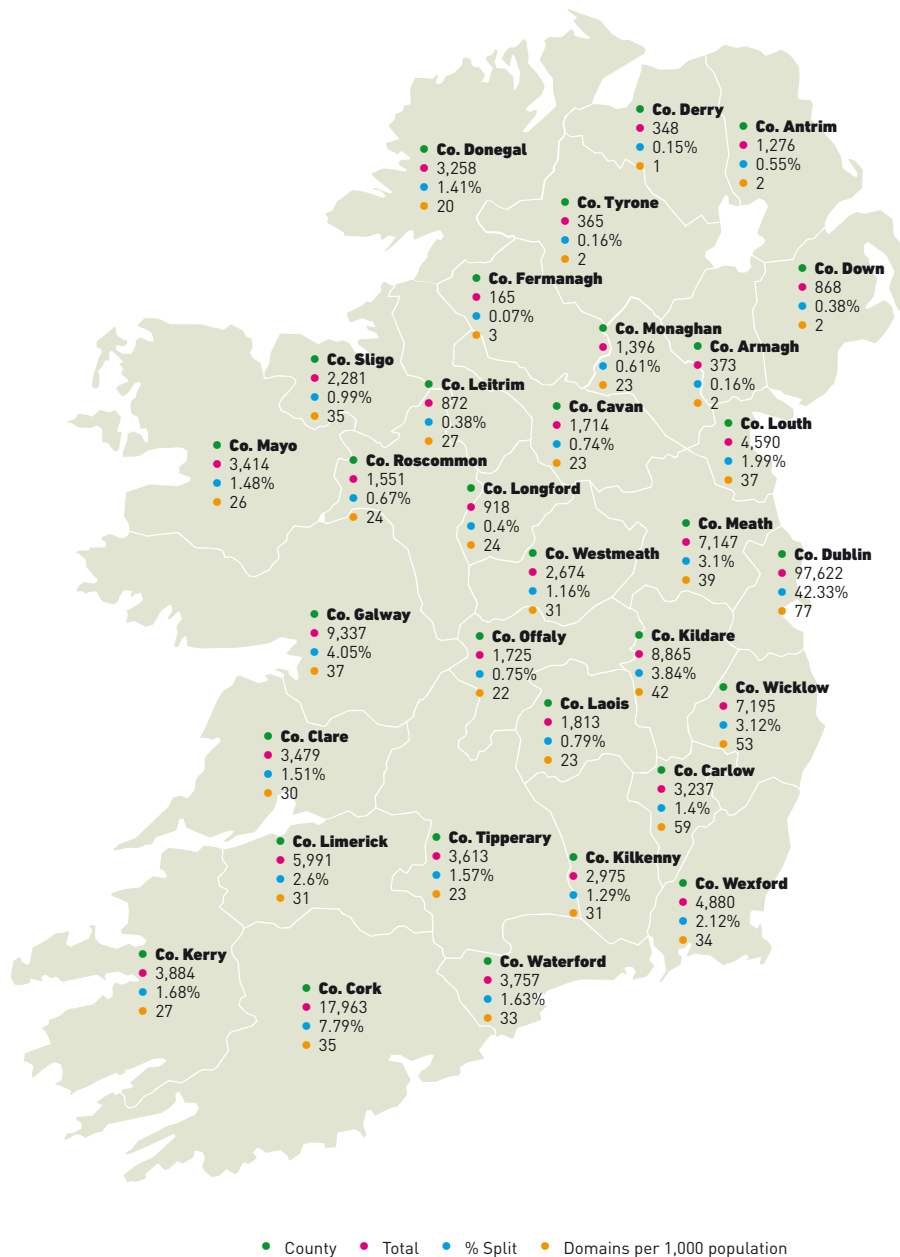 Co. Derry
348
0.15%
1
Co. Antrim
1,276
0.55%
2
Co. Donegal
3,258
1.41%
20
Co. Tyrone
365
0.16%
2
Co. Down
868
0.38%
2
Co. Fermanagh
165
0.07%
3
Co. Monaghan
1,396
0.61%
23
Co. Armagh
373
0.16%
2
Co. Sligo
2,281
0.99%
35
Co. Leitrim
872
0.38%
27
Co. Cavan
1,714
0.74%
23
Co. Louth
4,590
1.99%
37
Co. Mayo
3,414
1.48%
26
Co. Roscommon
1,551
0.67%
24
Co. Longford
918
0.4%
24
Co. Meath
7,147
3.1%
39
Co. Westmeath
2,674
1.16%
31
Co. Dublin
97,622
42.33%
77
Co. Galway
9,337
4.05%
37
Co. Offaly
1,725
0.75%
22
Co. Kildare
8,865
3.84%
42
Co. Wicklow
7,195
3.12%
53
Co. Laois
1,813
0.79%
23
Co. Clare
3,479
1.51%
30
Co. Carlow
3,237
1.4%
59
Co. Limerick
5,991
2.6%
31
Co. Tipperary
3,613
1.57%
23
Co. Kilkenny
2,975
1.29%
31
Co. Wexford
4,880
2.12%
34
Co. Kerry
3,884
1.68%
27
Co. Waterford
3,757
1.63%
33
Co. Cork
17,963
7.79%
35
County Total % Split Domains per 1,000 population